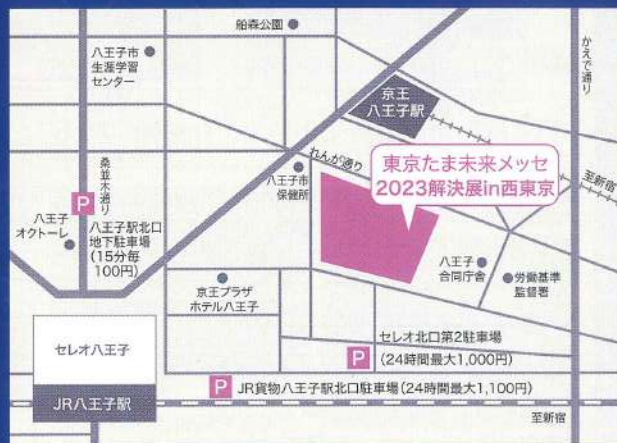 船森公園
八王子市
生涯学習
センター
かえで通り
京王
八王子駅
れんが通り
東京たま未来メッセ
2023解決展in西東京
至新宿
桑並木通り
八王子市
保健所
P
八王子駅北口
地下駐車場
(15分毎
100円)
八王子
オクトーレ
八王子
合同庁舎
労働基準
監督署
京王プラザ
ホテル八王子
セレオ八王子
セレオ北口第2駐車場
P
(24時間最大1,000円)
P
JR貨物八王子駅北口駐車場(24時間最大1,100円)
JR八王子駅
至新宿